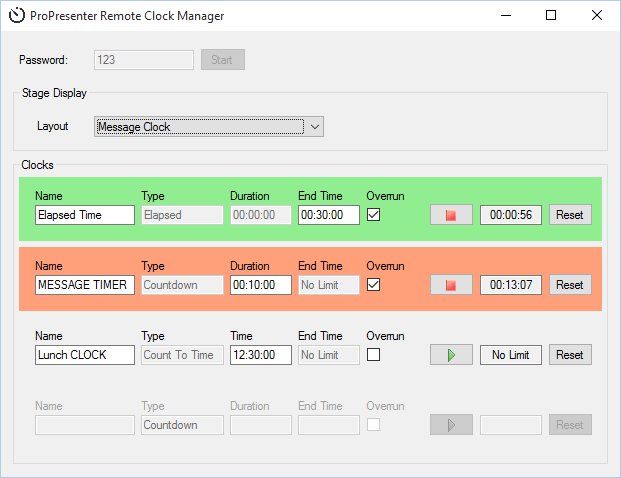 ProPresenter Remote Clock Manager
Password: 123 Start
Stage Display
Layout Message Clock
Clocks
Name Type Duration End Time Overrun
Elapsed Time Elapsed 00:00:00 00:30:00 00:00:56 Reset
Name Type Duration End Time Overrun
MESSAGE TIMER Countdown 00:10:00 No Limit 00:13:07 Reset
Name Type Time End Time Overrun
Lunch CLOCK Count To Time 12:30:00 No Limit No Limit Reset
Name Type Duration End Time Overrun
Countdown Reset